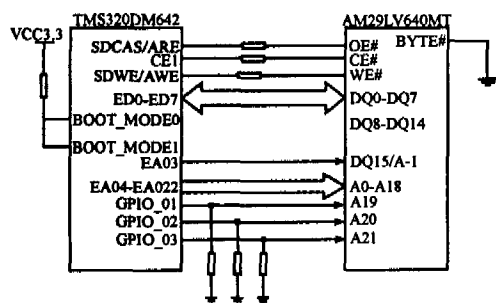 TMS320DM642
AM29LV640MT
VCC3.3
SDCAS/ARE
CE1
SDWE/AWE
ED0-ED7
BOOT_MODE0
BOOT_MODE1
EA03
EA04-EA022
GPIO_01
GPIO_02
GPIO_03
OE#
BYTE#
CE#
WE#
DQ0-DQ7
DQ8-DQ14
DQ15/A-1
A0-A18
A19
A20
A21